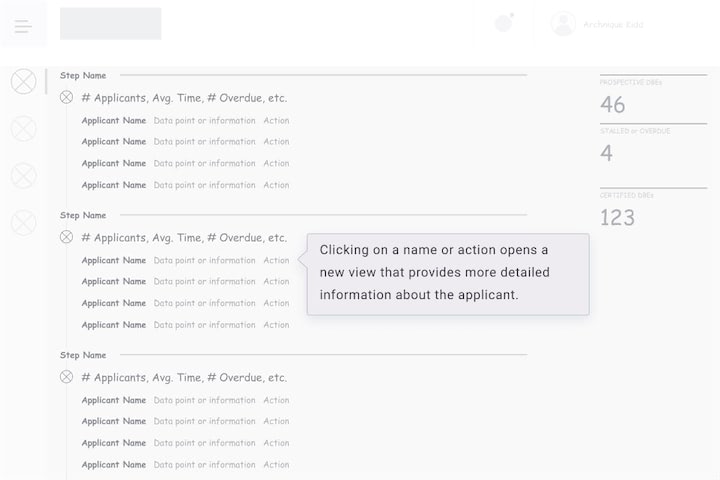 Archnique Kidd
Step Name
# Applicants, Avg. Time, # Overdue, etc.
Applicant Name Data point or information Action
Applicant Name Data point or information Action
Applicant Name Data point or information Action
Applicant Name Data point or information Action
Step Name
# Applicants, Avg. Time, # Overdue, etc.
Applicant Name Data point or information Action
Applicant Name Data point or information Action
Applicant Name Data point or information Action
Applicant Name Data point or information Action
Clicking on a name or action opens a
new view that provides more detailed
information about the applicant.
Step Name
# Applicants, Avg. Time, # Overdue, etc.
Applicant Name Data point or information Action
Applicant Name Data point or information Action
Applicant Name Data point or information Action
Applicant Name Data point or information Action
PROSPECTIVE DBEs
46
STALLED or OVERDUE
4
CERTIFIED DBEs
123